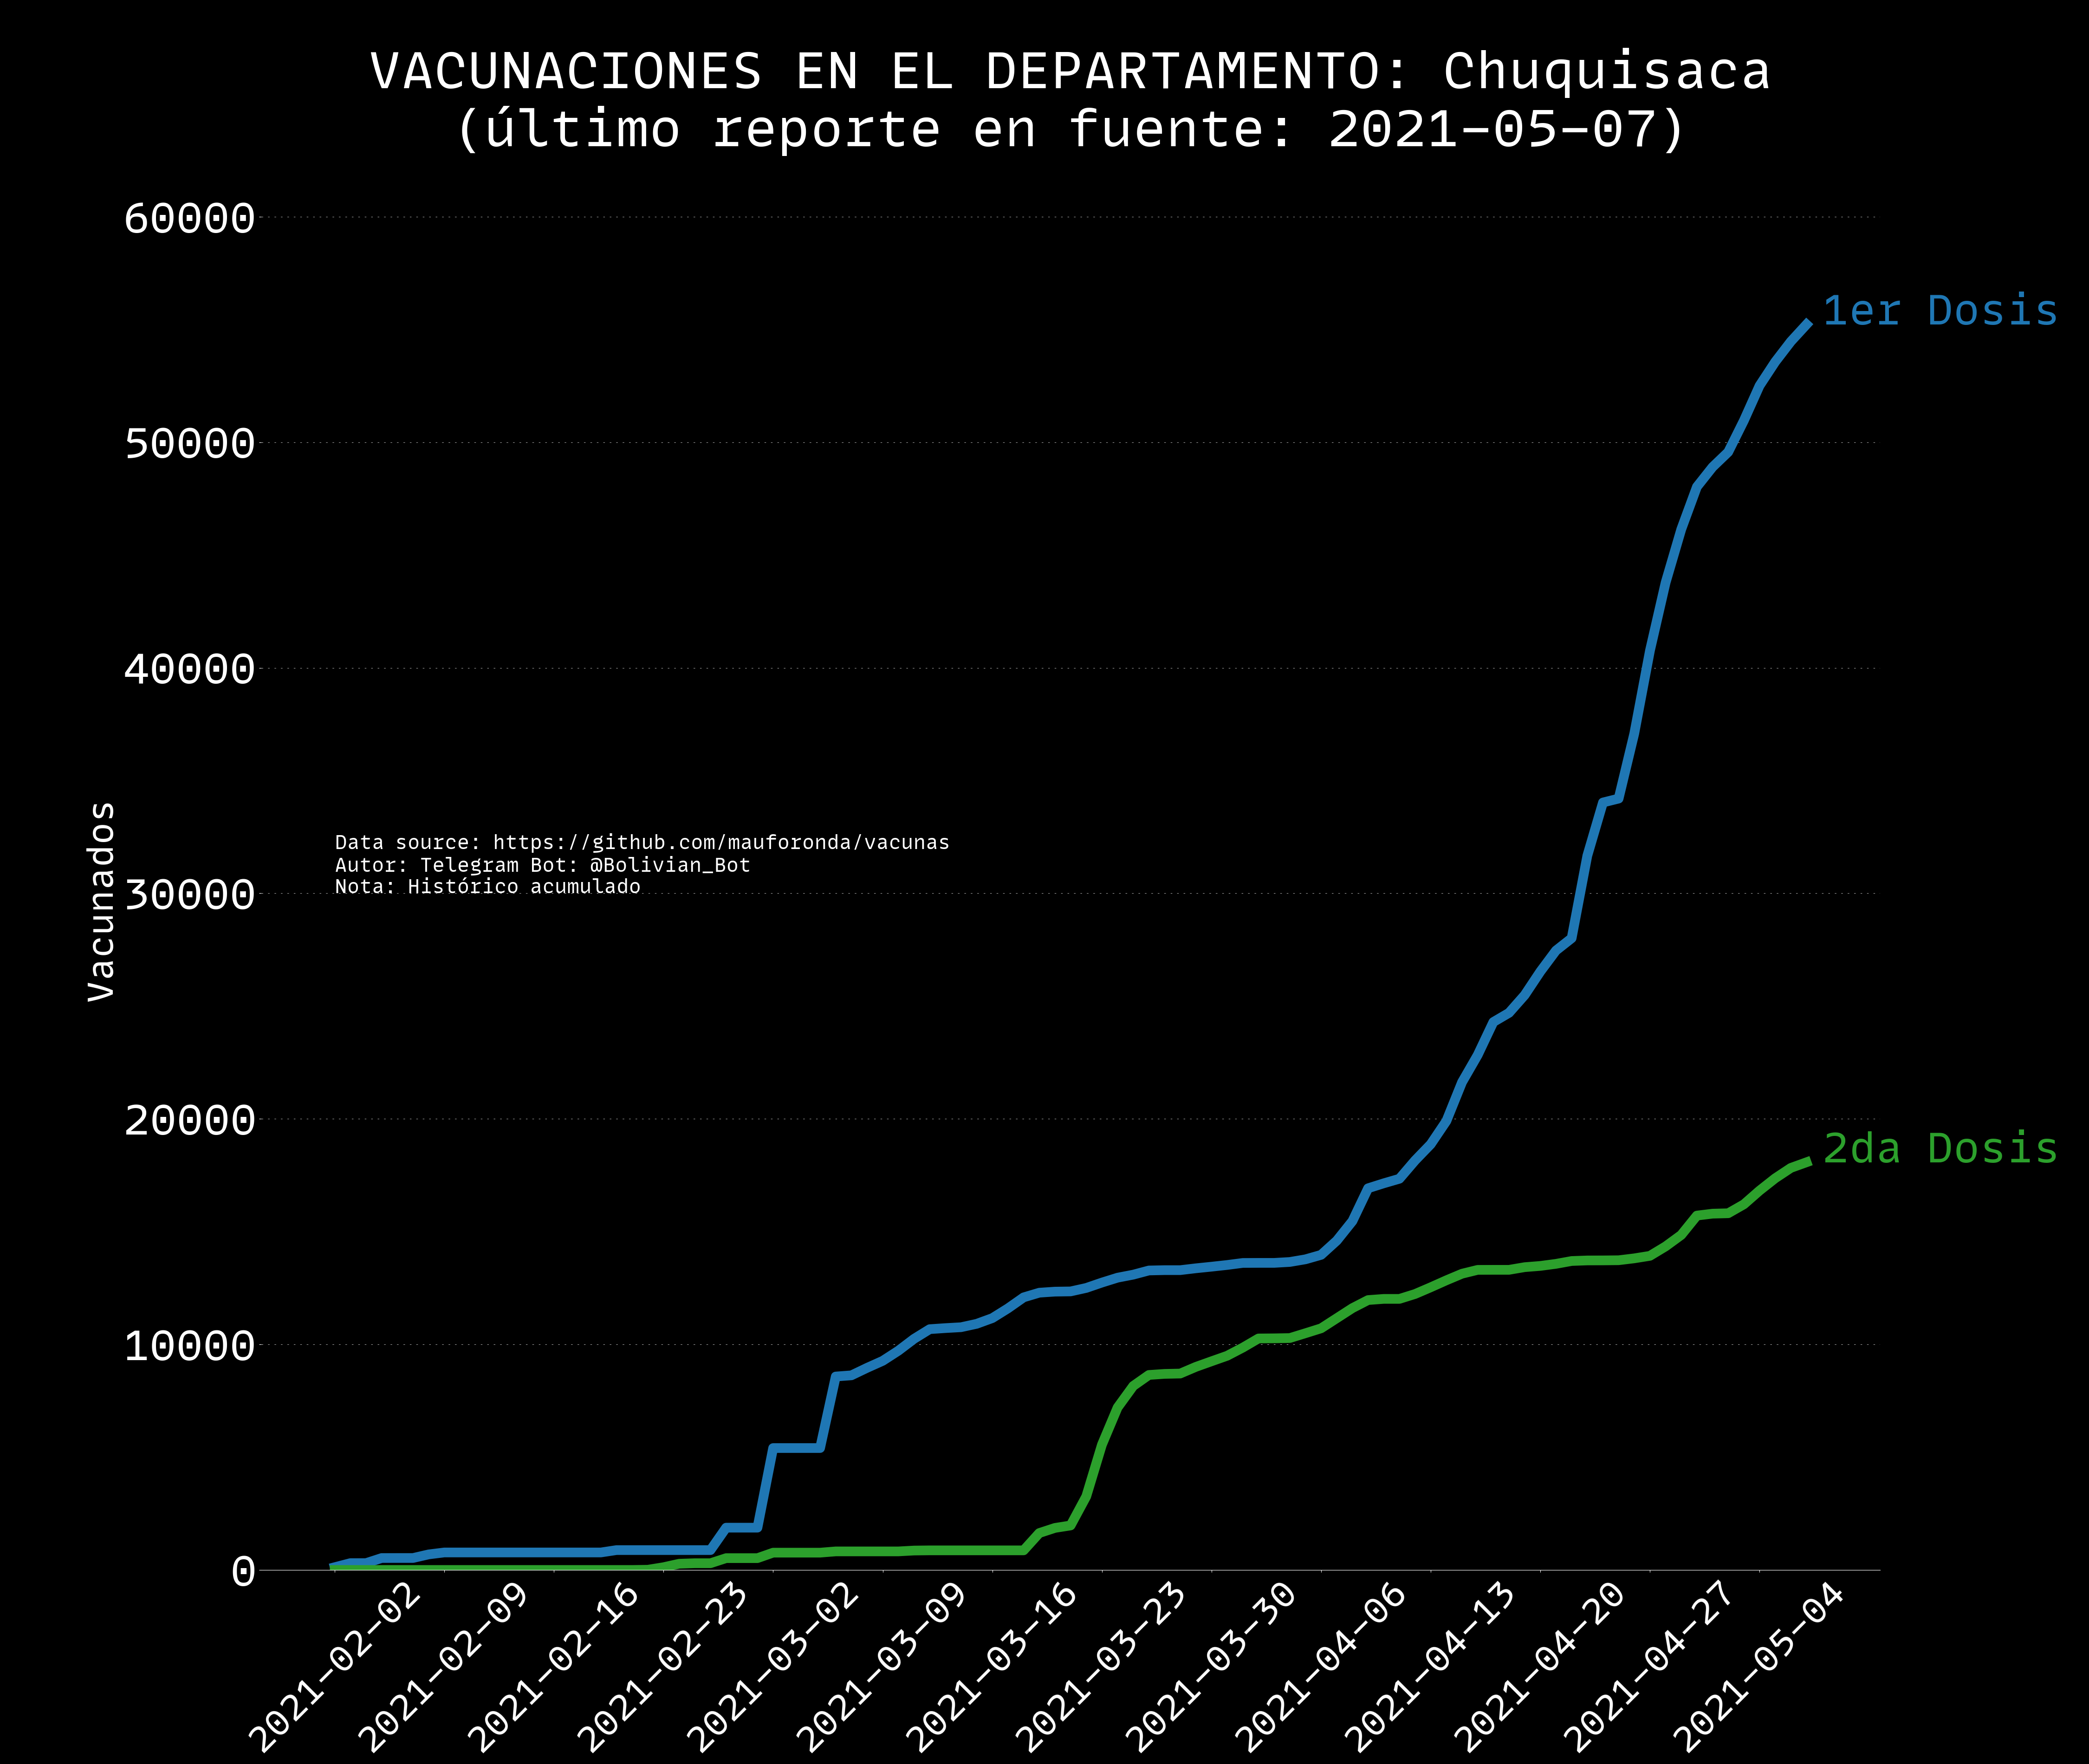 VACUNACIONES EN EL DEPARTAMENTO: Chuquisaca
(último reporte en fuente: 2021-05-07)
60000
1er Dosis
50000
40000
Vacunados
Data source: https://github.com/mauforonda/vacunas
Autor: Telegram Bot: @Bolivian_Bot
Nota: Histórico acumulado
30000
20000
2da Dosis
10000
0
2021-02-02
2021-02-09
2021-02-16
2021-02-23
2021-03-02
2021-03-09
2021-03-16
2021-03-23
2021-03-30
2021-04-06
2021-04-13
2021-04-20
2021-04-27
2021-05-04